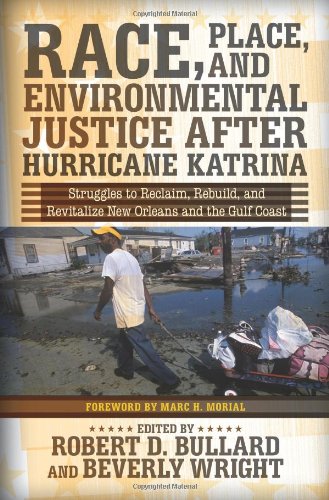 RACE, PLACE,
AND
ENVIRONMENTAL
JUSTICE AFTER
HURRICANE KATRINA
Struggles to Reclaim, Rebuild, and
Revitalize New Orleans and the Gulf Coast
FOREWORD BY MARC H. MORIAL
EDITED BY
ROBERT D. BULLARD
AND BEVERLY WRIGHT